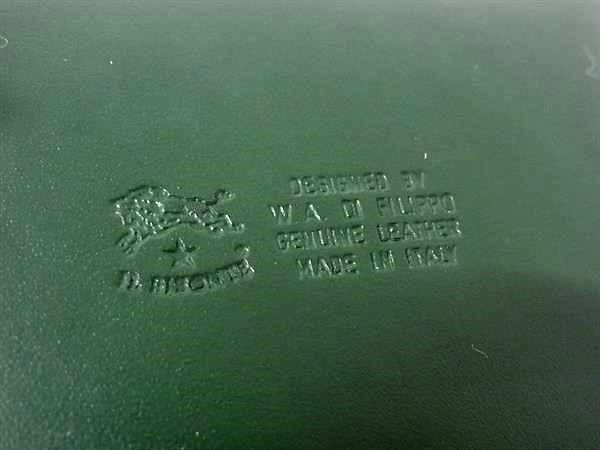 IL BISONTE
DESIGNED BY
W.A. DI FILIPPO
GENUINE LEATHER
MADE IN ITALY